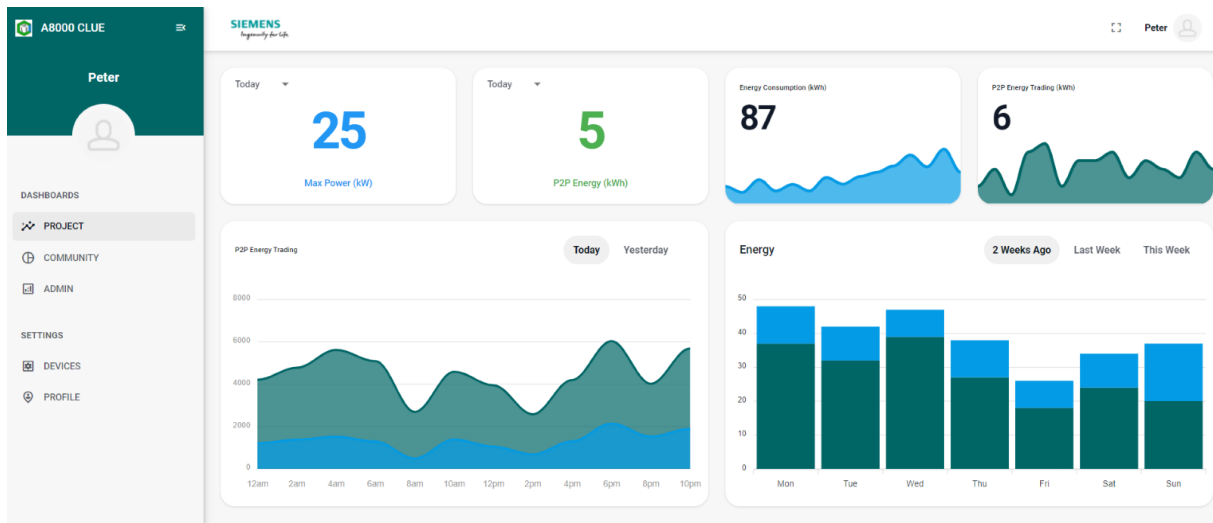 A8000 CLUE
Peter
DASHBOARDS
PROJECT
COMMUNITY
ADMIN
SETTINGS
DEVICES
PROFILE
SIEMENS
Ingenuity for life
Peter
Today
25
Max Power (kW)
Today
5
P2P Energy (kWh)
Energy Consumption (kWh)
87
P2P Energy Trading (kWh)
6
P2P Energy Trading
Today Yesterday
8000
6000
4000
2000
0
12am 2am 4am 6am 8am 10am 12pm 2pm 4pm 6pm 8pm 10pm
Energy
2 Weeks Ago Last Week This Week
50
40
30
20
10
0
Mon Tue Wed Thu Fri Sat Sun